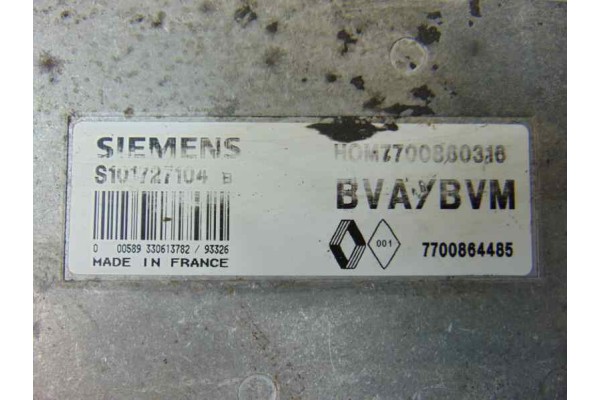 SIEMENS
S101727104 B
0 00589 330613782 / 93326
MADE IN FRANCE
HOM7700860316
BVA/BVM
001
7700864485